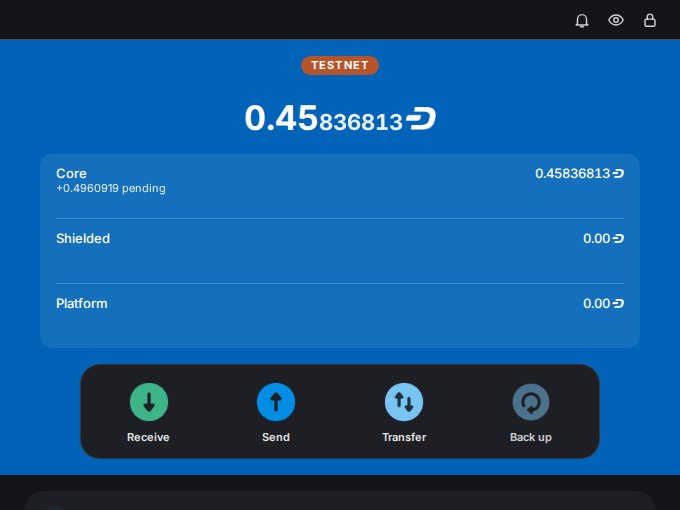 TESTNET
0.45836813
Core
0.45836813
+0.4960919 pending
Shielded
0.00
Platform
0.00
Receive
Send
Transfer
Back up